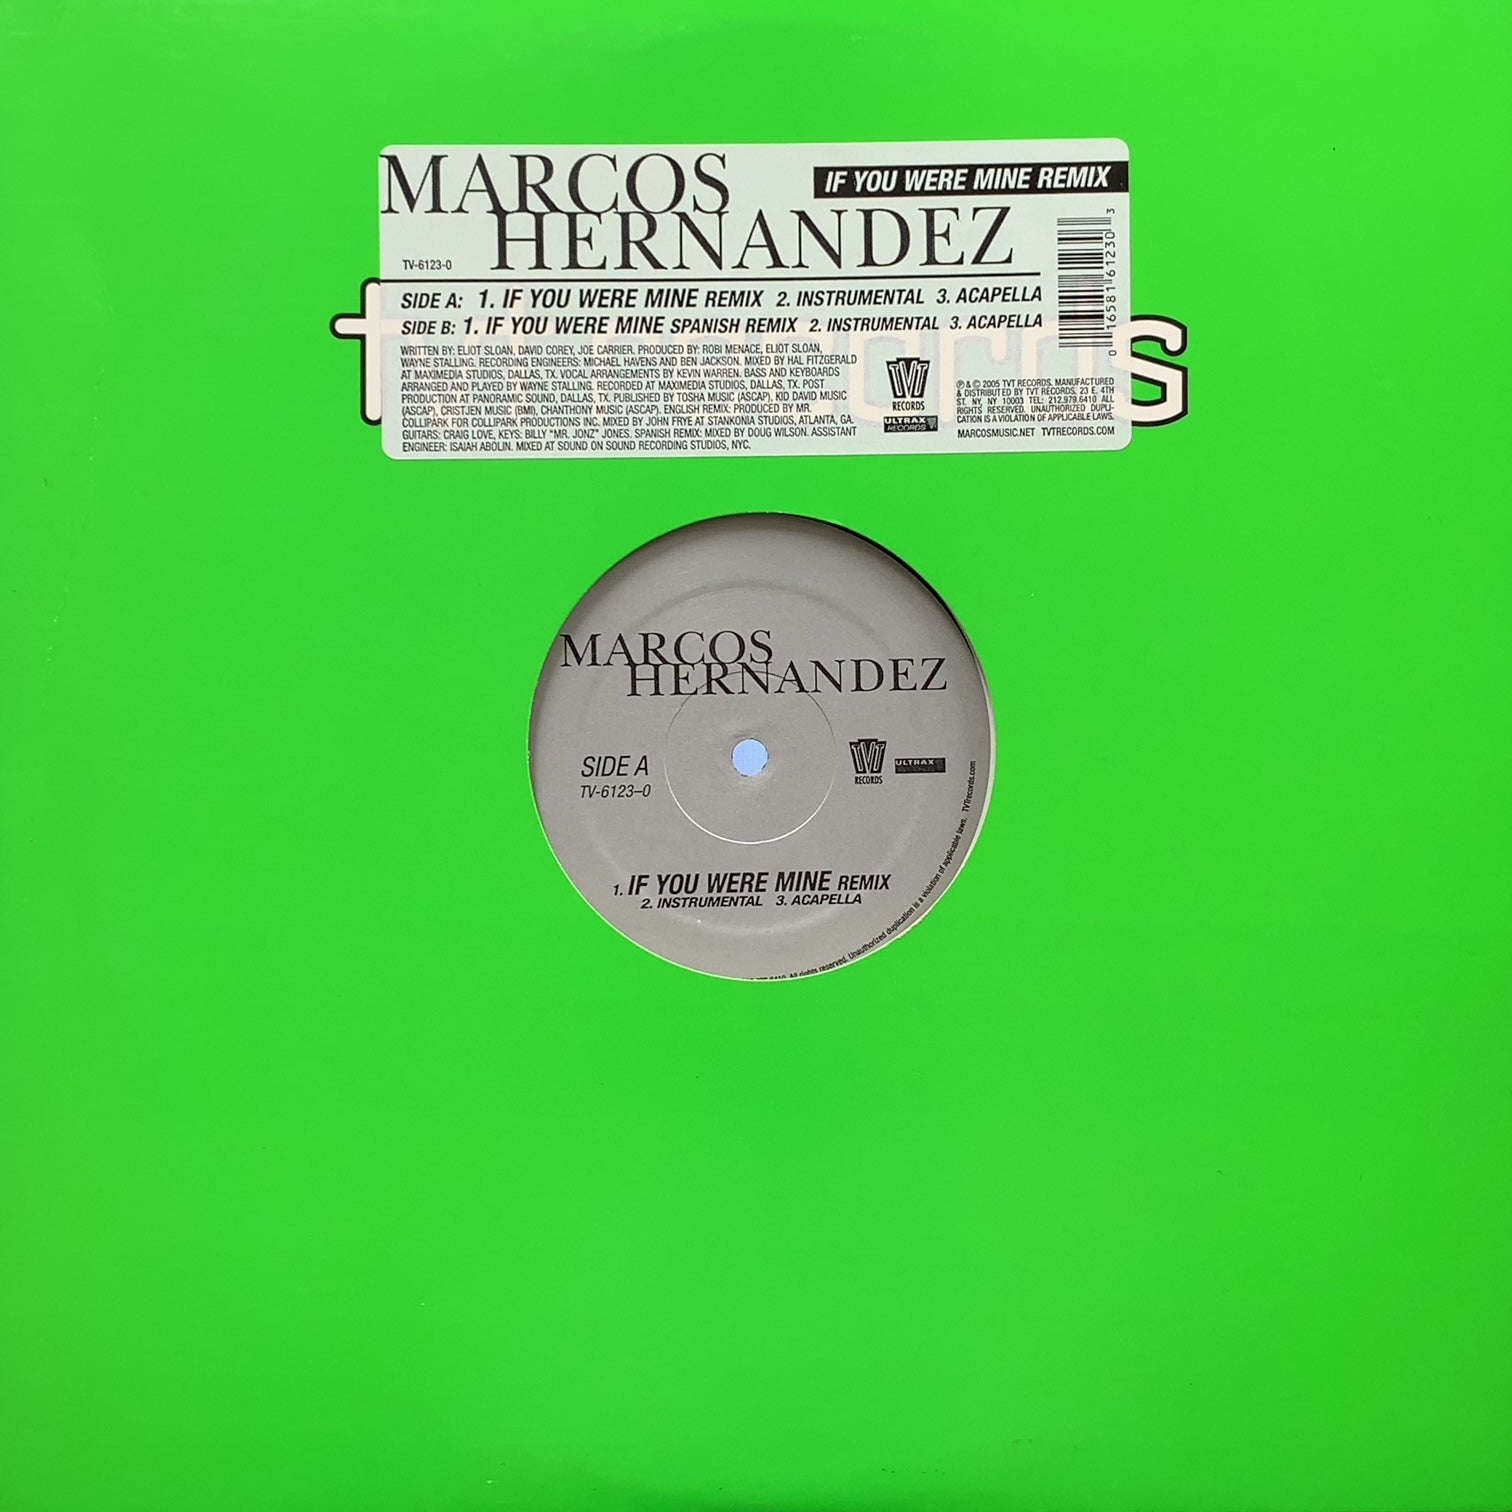 MARCOS
HERNANDEZ
IF YOU WERE MINE REMIX
TV-6123-0
SIDE A: 1. IF YOU WERE MINE REMIX 2. INSTRUMENTAL 3. ACAPELLA
SIDE B: 1. IF YOU WERE MINE SPANISH REMIX 2. INSTRUMENTAL 3. ACAPELLA
WRITTEN BY: ELIOT SLOAN, DAVID COREY, JOE CARRIER. PRODUCED BY: ROBI MENACE, ELIOT SLOAN,
WAYNE STALLING. RECORDING ENGINEERS: MICHAEL HAVENS AND BEN JACKSON. MIXED BY HAL FITZGERALD
AT MAXIMEDIA STUDIOS, DALLAS, TX. VOCAL ARRANGEMENTS BY KEVIN WARREN. BASS AND KEYBOARDS
ARRANGED AND PLAYED BY WAYNE STALLING. RECORDED AT MAXIMEDIA STUDIOS, DALLAS, TX. POST
PRODUCTION AT PANORAMIC SOUND, DALLAS, TX. PUBLISHED BY TOSHA MUSIC (ASCAP), KID DAVID MUSIC
(ASCAP), CRISTJEN MUSIC (BMI), CHANTHONY MUSIC (ASCAP). ENGLISH REMIX: PRODUCED BY MR.
COLLIPARK FOR COLLIPARK PRODUCTIONS INC. MIXED BY JOHN FRYE AT STANKONIA STUDIOS, ATLANTA, GA.
GUITARS: CRAIG LOVE, KEYS: BILLY "MR. JONZ" JONES. SPANISH REMIX: MIXED BY DOUG WILSON. ASSISTANT
ENGINEER: ISAIAH ABOLIN. MIXED AT SOUND ON SOUND RECORDING STUDIOS, NYC.
TVT
RECORDS
ULTRAX
RECORDS
℗ & © 2005 TVT RECORDS. MANUFACTURED
& DISTRIBUTED BY TVT RECORDS, 23 E. 4TH
ST. NY, NY 10003 TEL: 212.979.6410 ALL
RIGHTS RESERVED. UNAUTHORIZED DUPLI-
CATION IS A VIOLATION OF APPLICABLE LAWS.
MARCOSMUSIC.NET TVTRECORDS.COM
0 16581 61230 3
tvt records
MARCOS
HERNANDEZ
SIDE A
TV-6123–0
TVT
RECORDS
ULTRAX
RECORDS
1. IF YOU WERE MINE REMIX
2. INSTRUMENTAL 3. ACAPELLA
All rights reserved. Unauthorized duplication is a violation of applicable laws. TVTrecords.com